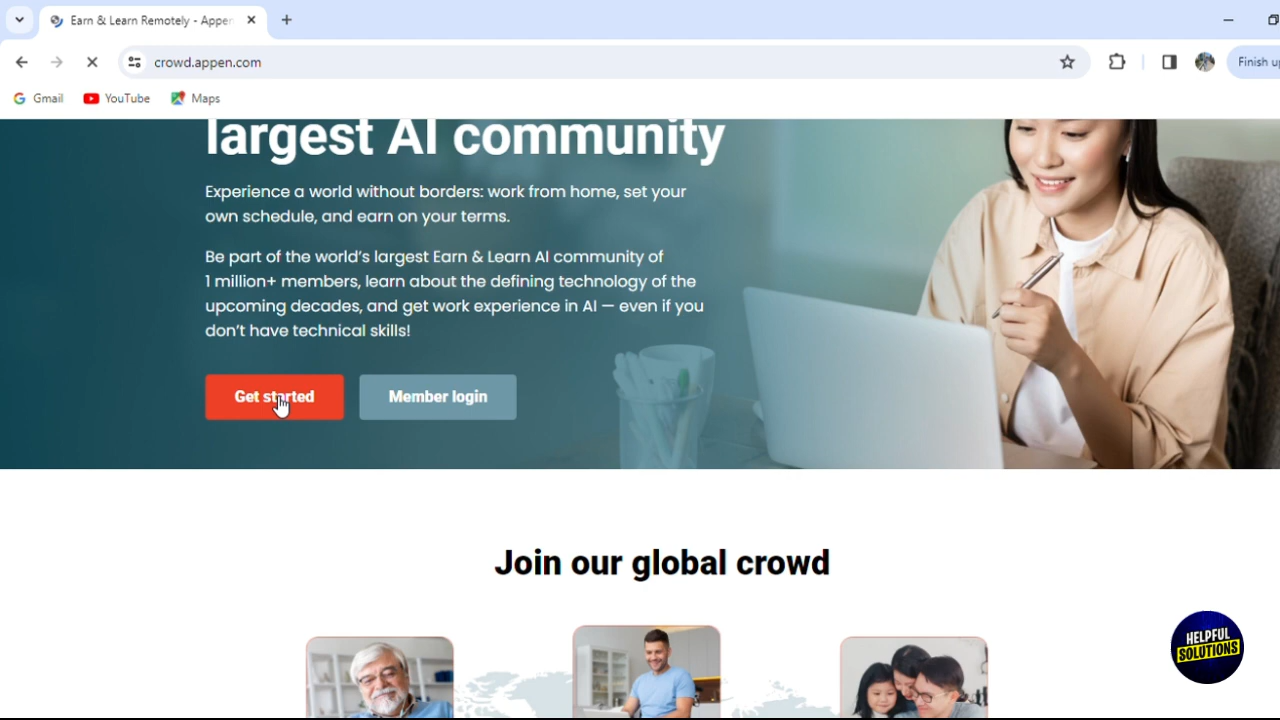 Earn & Learn Remotely - Appen
crowd.appen.com
Finish
Gmail
YouTube
Maps
largest AI community
Experience a world without borders: work from home, set your
own schedule, and earn on your terms.
Be part of the world's largest Earn & Learn AI community of
1 million+ members, learn about the defining technology of the
upcoming decades, and get work experience in AI — even if you
don't have technical skills!
Get started
Member login
Join our global crowd
HELPFUL
SOLUTIONS